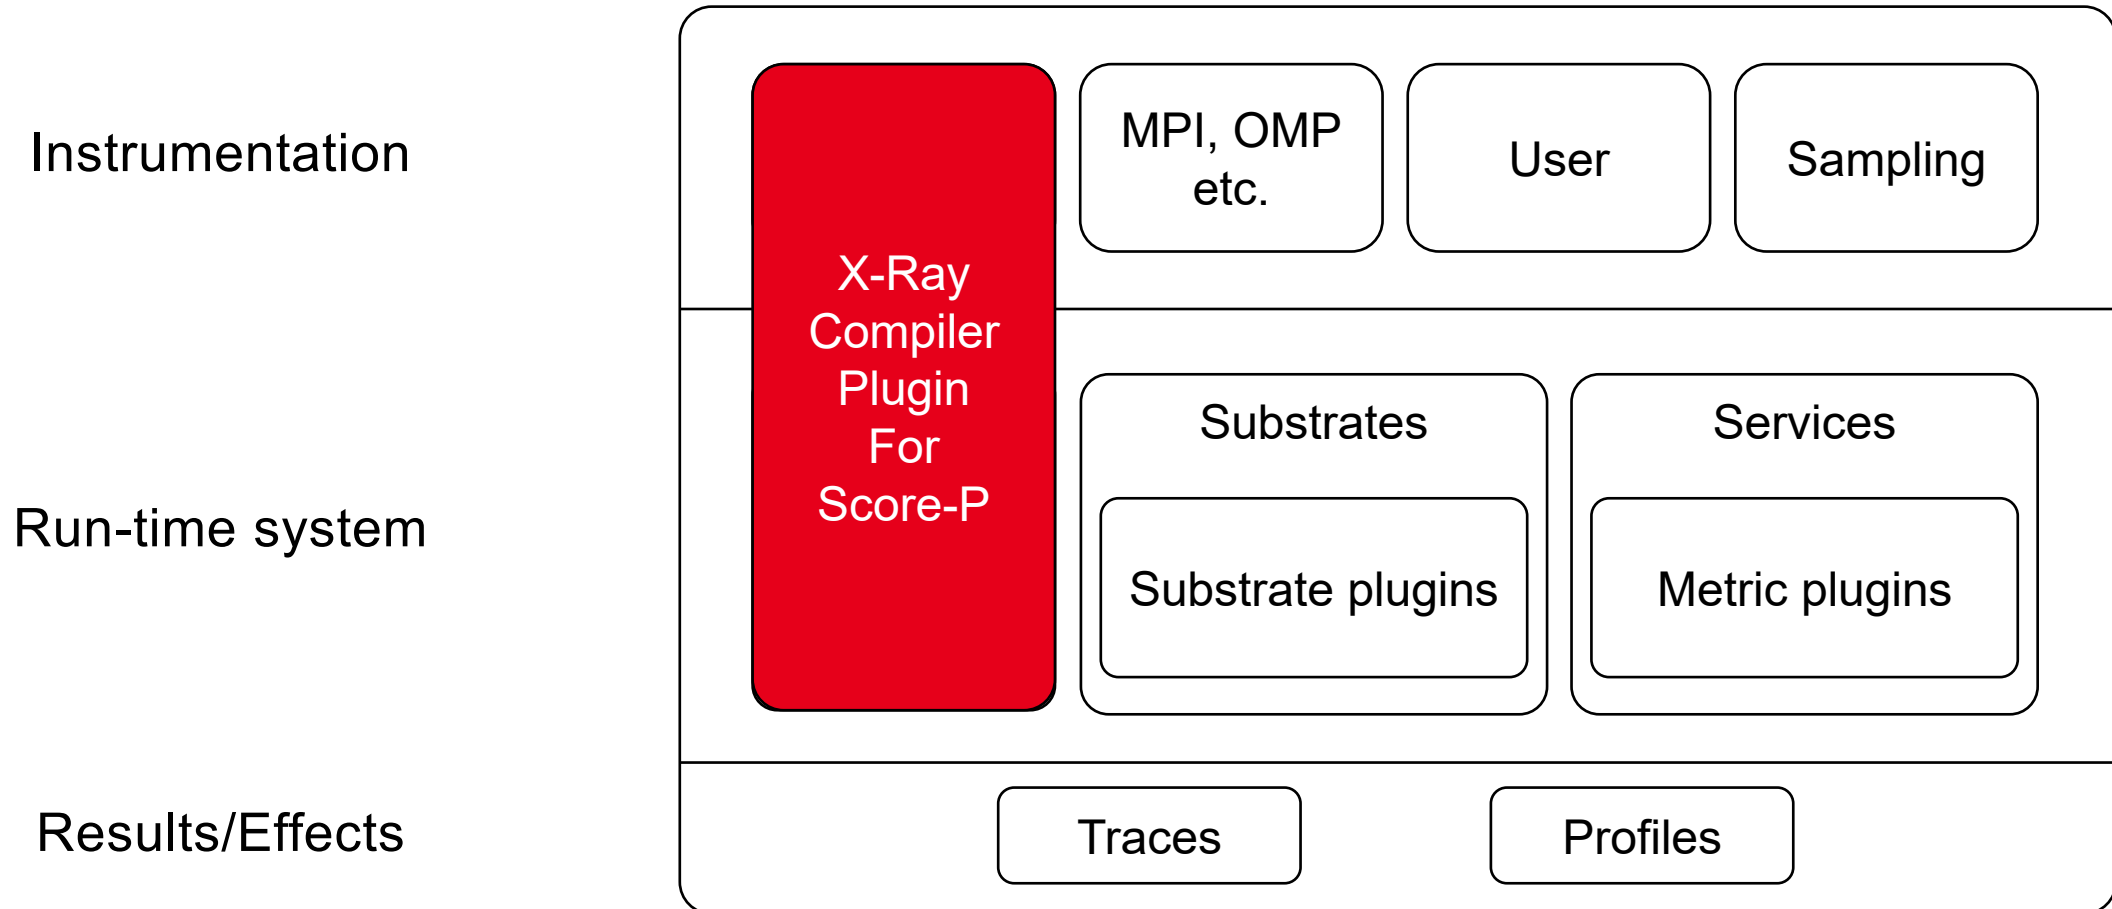 Instrumentation
X-Ray
Compiler
Plugin
For
Score-P
MPI, OMP
etc.
User
Sampling
Run-time system
Substrates
Substrate plugins
Services
Metric plugins
Results/Effects
Traces
Profiles